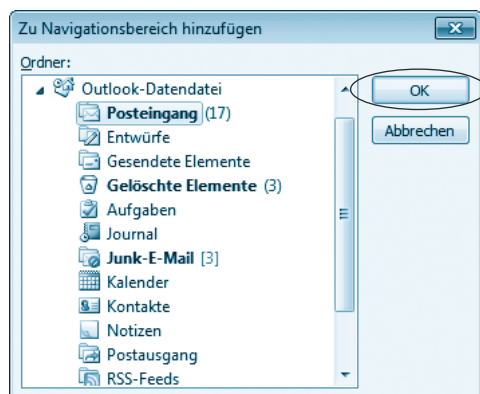 Zu Navigationsbereich hinzufügen
Ordner:
Outlook-Datendatei
Posteingang (17)
Entwürfe
Gesendete Elemente
Gelöschte Elemente (3)
Aufgaben
Journal
Junk-E-Mail [3]
Kalender
Kontakte
Notizen
Postausgang
RSS-Feeds
OK
Abbrechen